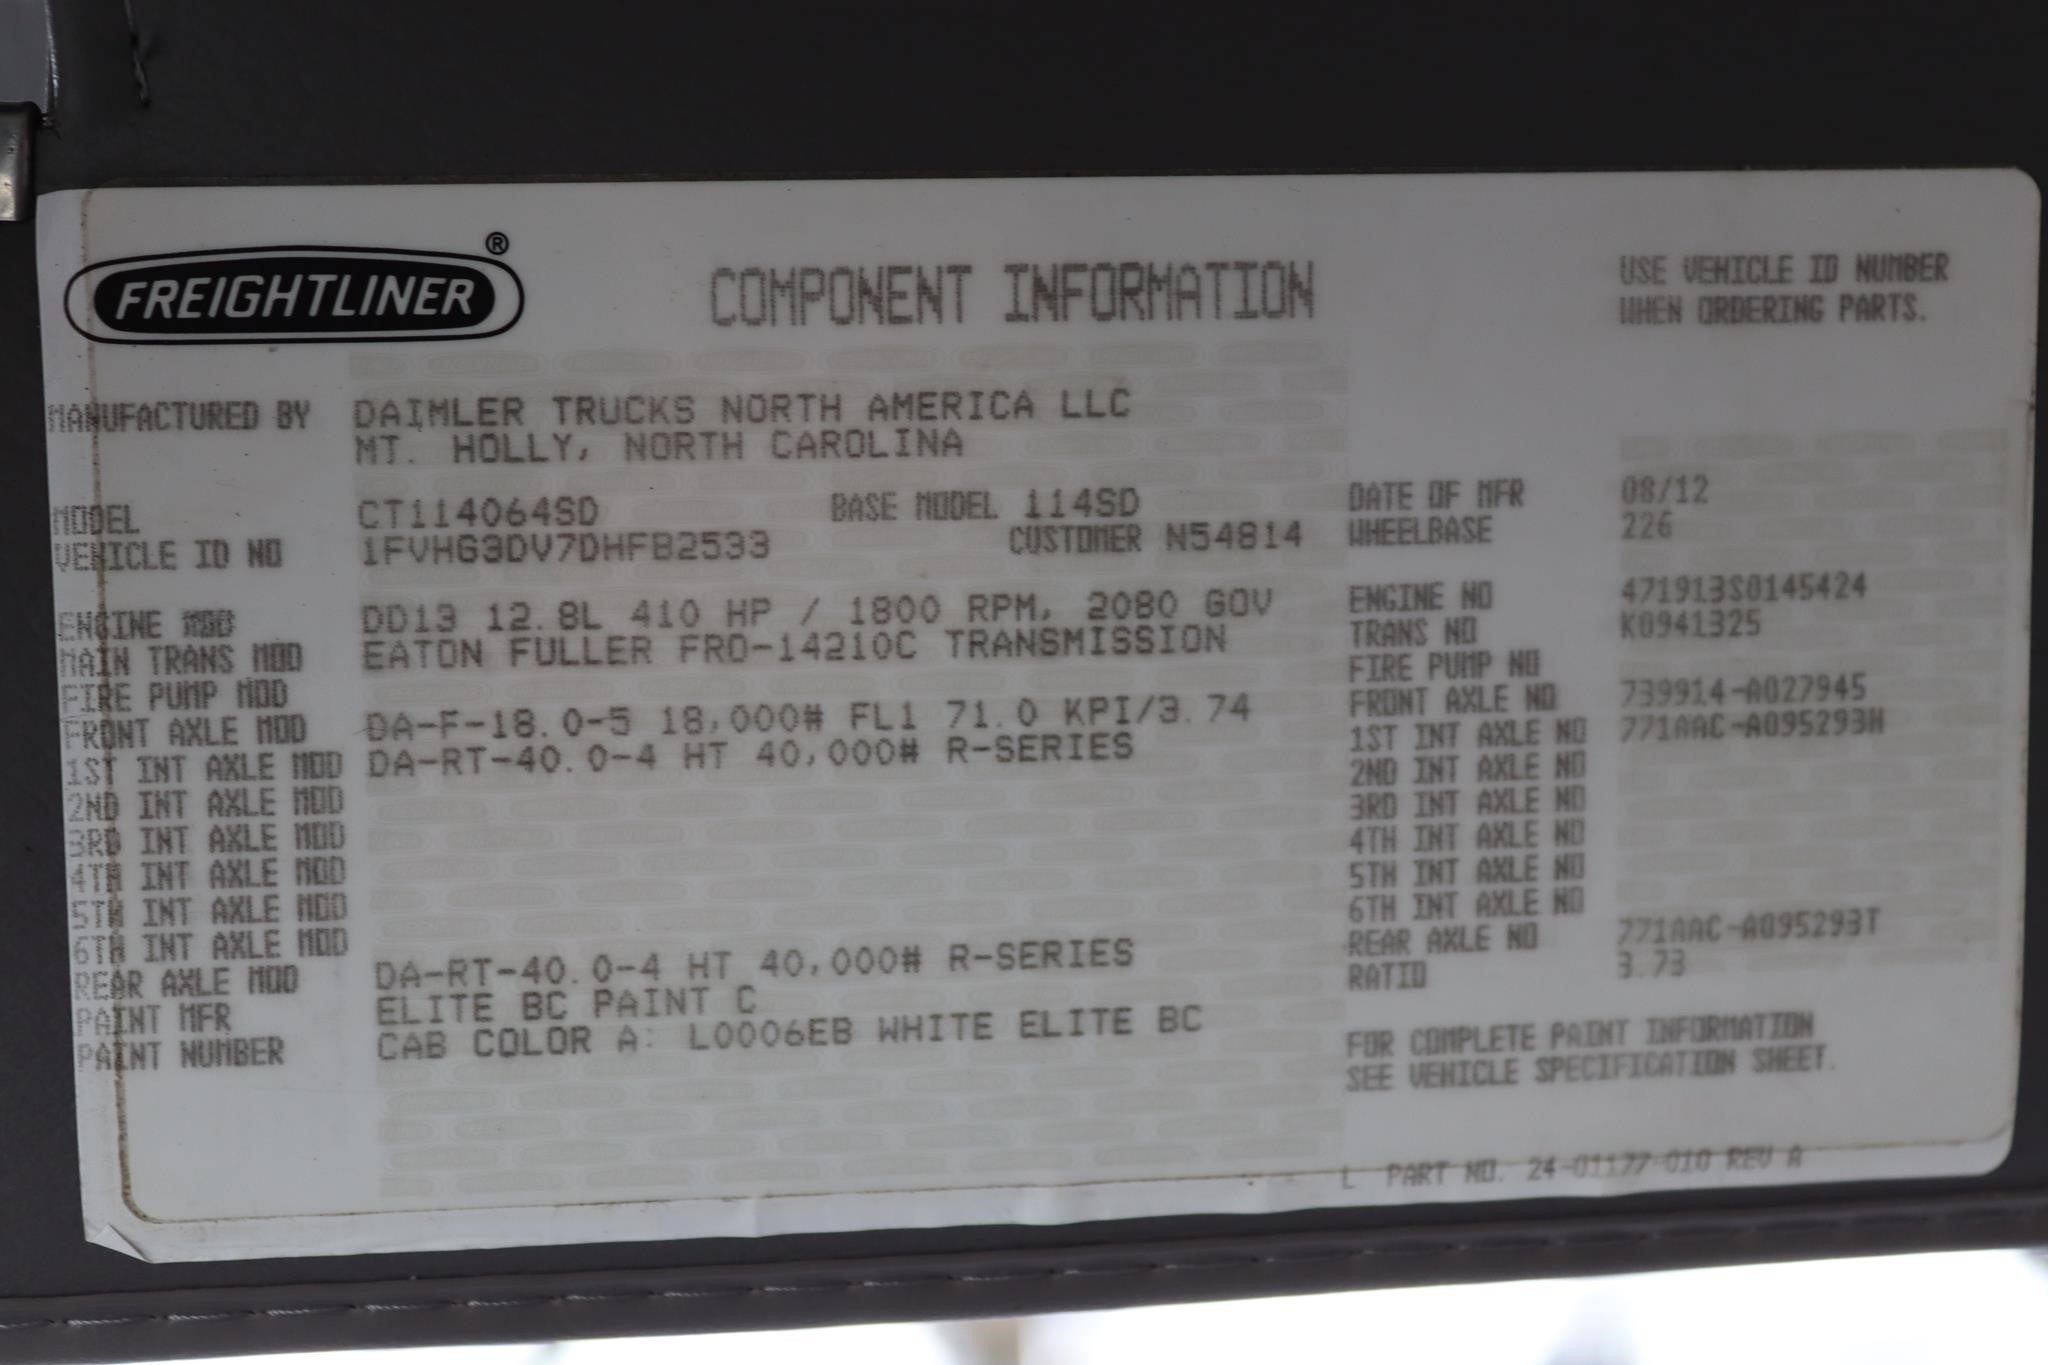 FREIGHTLINER®
COMPONENT INFORMATION
USE VEHICLE ID NUMBER
WHEN ORDERING PARTS.
MANUFACTURED BY DAIMLER TRUCKS NORTH AMERICA LLC
MT. HOLLY, NORTH CAROLINA
MODEL CT114064SD BASE MODEL 114SD DATE OF MFR 08/12
VEHICLE ID NO 1FVHG3DV7DHFB2533 CUSTOMER N54814 WHEELBASE 226
ENGINE MOD DD13 12.8L 410 HP / 1800 RPM, 2080 GOV ENGINE NO 471913S0145424
MAIN TRANS MOD EATON FULLER FRO-14210C TRANSMISSION TRANS NO K0941325
FIRE PUMP MOD FIRE PUMP NO
FRONT AXLE MOD DA-F-18.0-5 18,000# FL1 71.0 KPI/3.74 FRONT AXLE NO 739914-A027945
1ST INT AXLE MOD DA-RT-40.0-4 HT 40,000# R-SERIES 1ST INT AXLE NO 771AAC-A095293H
2ND INT AXLE MOD 2ND INT AXLE NO
3RD INT AXLE MOD 3RD INT AXLE NO
4TH INT AXLE MOD 4TH INT AXLE NO
5TH INT AXLE MOD 5TH INT AXLE NO
6TH INT AXLE MOD 6TH INT AXLE NO
REAR AXLE MOD DA-RT-40.0-4 HT 40,000# R-SERIES REAR AXLE NO 771AAC-A095293T
PAINT MFR ELITE BC PAINT C RATIO 3.73
PAINT NUMBER CAB COLOR A: L0006EB WHITE ELITE BC
FOR COMPLETE PAINT INFORMATION
SEE VEHICLE SPECIFICATION SHEET.
L PART NO. 24-01177-010 REV A